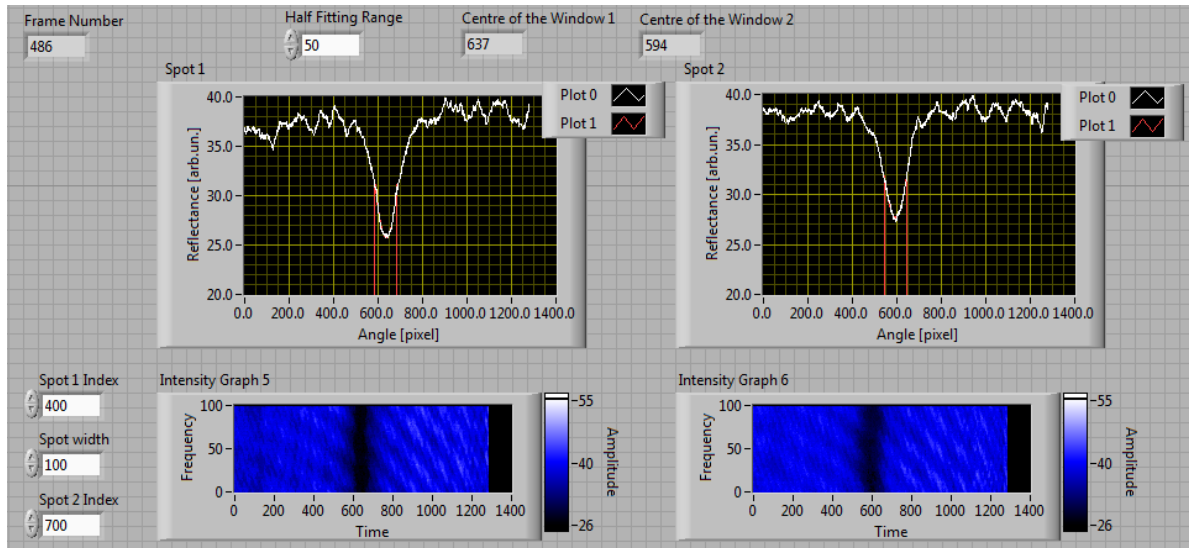 Frame Number
486
Half Fitting Range
50
Centre of the Window 1
637
Centre of the Window 2
594
Spot 1
Plot 0
Plot 1
Reflectance [arb.un.]
40.0
35.0
30.0
25.0
20.0
0.0 200.0 400.0 600.0 800.0 1000.0 1200.0 1400.0
Angle [pixel]
Spot 2
Plot 0
Plot 1
Reflectance [arb.un.]
40.0
35.0
30.0
25.0
20.0
0.0 200.0 400.0 600.0 800.0 1000.0 1200.0 1400.0
Angle [pixel]
Spot 1 Index
400
Spot width
100
Spot 2 Index
700
Intensity Graph 5
Frequency
100
50
0
0 200 400 600 800 1000 1200 1400
Time
-55
-40
-26
Amplitude
Intensity Graph 6
Frequency
100
50
0
0 200 400 600 800 1000 1200 1400
Time
-55
-40
-26
Amplitude